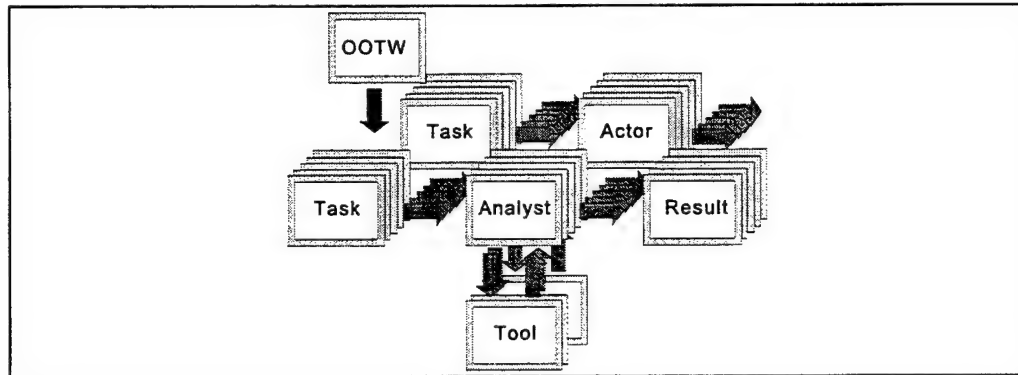 OOTW
Task
Actor
Task
Analyst
Result
Tool